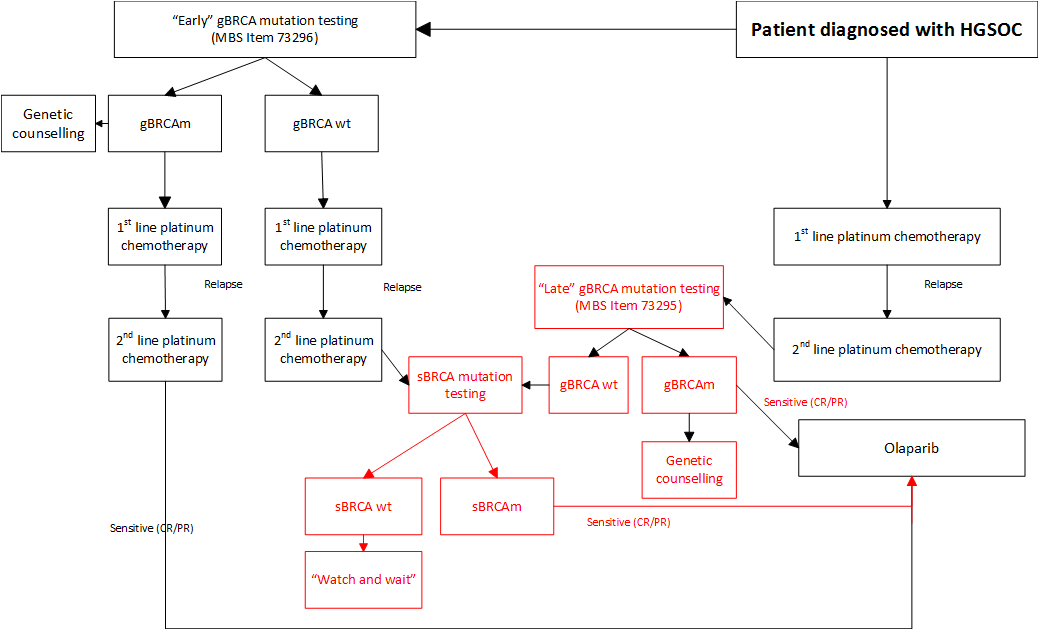 “Early” gBRCA mutation testing
(MBS Item 73296)
Patient diagnosed with HGSOC
Genetic
counselling
gBRCAm
gBRCA wt
1st line platinum
chemotherapy
1st line platinum
chemotherapy
1st line platinum chemotherapy
Relapse
Relapse
Relapse
“Late” gBRCA mutation testing
(MBS Item 73295)
2nd line platinum
chemotherapy
2nd line platinum
chemotherapy
2nd line platinum chemotherapy
sBRCA mutation
testing
gBRCA wt
gBRCAm
Sensitive (CR/PR)
Olaparib
Genetic
counselling
sBRCA wt
sBRCAm
Sensitive (CR/PR)
Sensitive (CR/PR)
“Watch and wait”